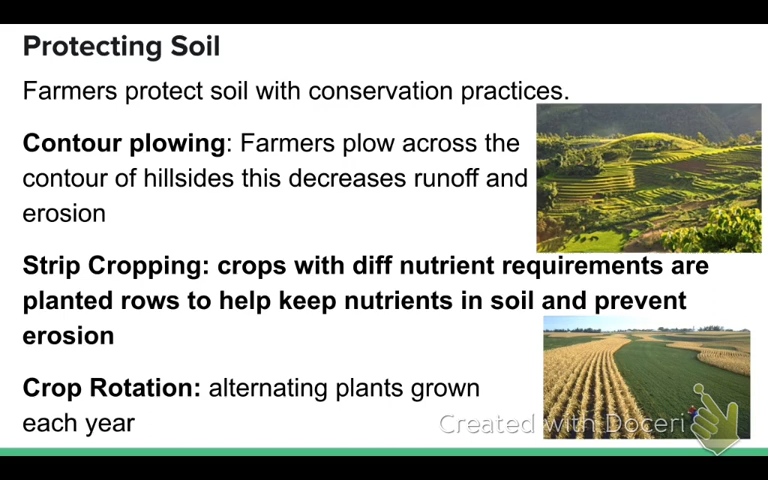 Protecting Soil
Farmers protect soil with conservation practices.
Contour plowing: Farmers plow across the
contour of hillsides this decreases runoff and
erosion
Strip Cropping: crops with diff nutrient requirements are
planted rows to help keep nutrients in soil and prevent
erosion
Crop Rotation: alternating plants grown
each year
Created with Doceri